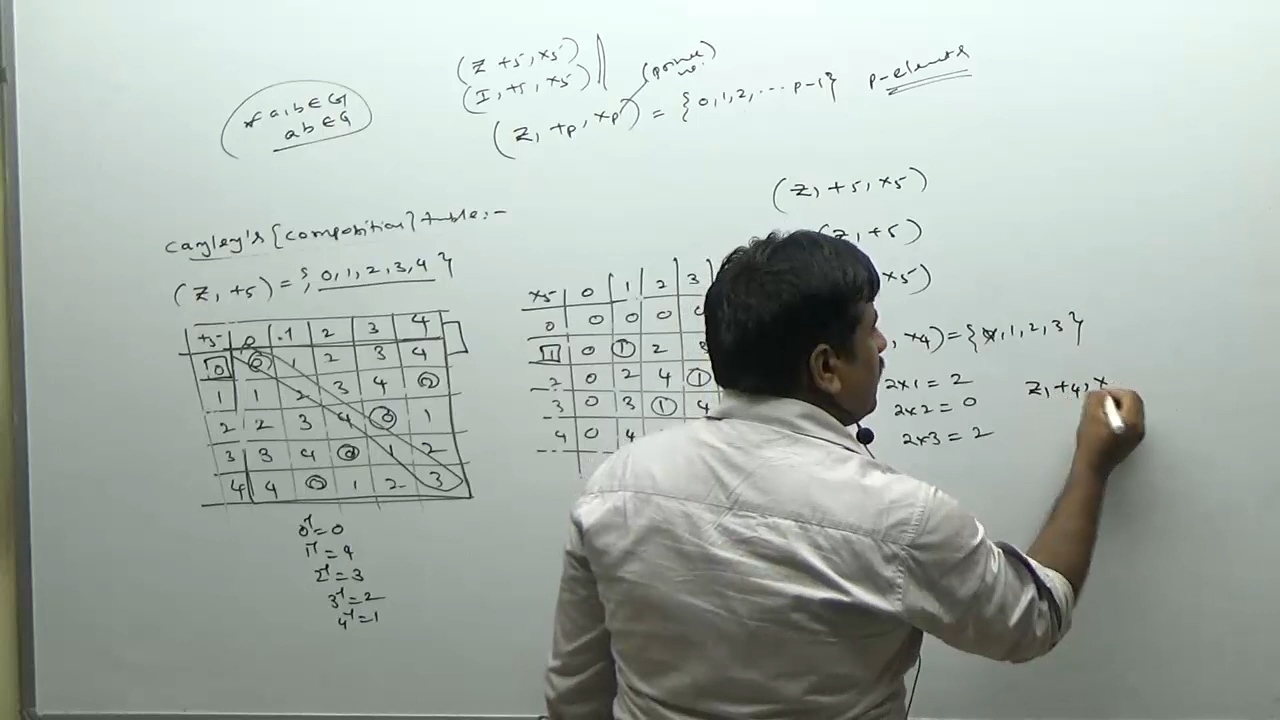 * a,b ∈ G
ab ∈ G
(Z +5, ×5)
(I, +5, ×5)
(Z, +p, ×p) = {0,1,2, ... p-1}
(prime no.)
p-elements
Cayley's {composition} table:-
(Z, +5) = {0,1,2,3,4}
+5 0 1 2 3 4
0 0 1 2 3 4
1 1 2 3 4 0
2 2 3 4 0 1
3 3 4 0 1 2
4 4 0 1 2 3
0⁻¹=0
1⁻¹=4
2⁻¹=3
3⁻¹=2
4⁻¹=1
×5 0 1 2 3
0 0 0 0 0
1 0 1 2 3
2 0 2 4 1
3 0 3 1 4
4 0 4
(Z, +5, ×5)
(Z, +5)
×5)
, ×4) = {0,1,2,3}
2×1 = 2
2×2 = 0
2×3 = 2
Z, +4, ×